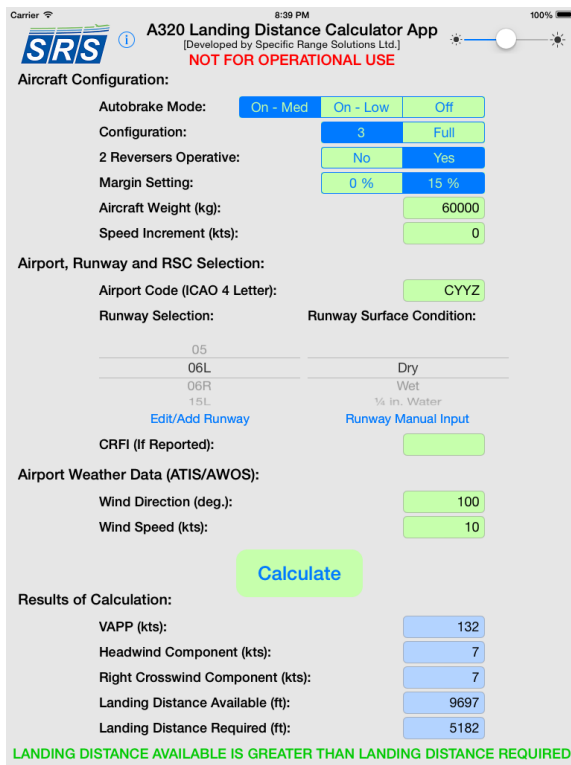 Carrier 8:39 PM 100%
SRS i A320 Landing Distance Calculator App
[Developed by Specific Range Solutions Ltd.]
NOT FOR OPERATIONAL USE
Aircraft Configuration:
Autobrake Mode: On - Med On - Low Off
Configuration: 3 Full
2 Reversers Operative: No Yes
Margin Setting: 0 % 15 %
Aircraft Weight (kg): 60000
Speed Increment (kts): 0
Airport, Runway and RSC Selection:
Airport Code (ICAO 4 Letter): CYYZ
Runway Selection: Runway Surface Condition:
05
06L Dry
06R Wet
15L ¼ in. Water
Edit/Add Runway Runway Manual Input
CRFI (If Reported):
Airport Weather Data (ATIS/AWOS):
Wind Direction (deg.): 100
Wind Speed (kts): 10
Calculate
Results of Calculation:
VAPP (kts): 132
Headwind Component (kts): 7
Right Crosswind Component (kts): 7
Landing Distance Available (ft): 9697
Landing Distance Required (ft): 5182
LANDING DISTANCE AVAILABLE IS GREATER THAN LANDING DISTANCE REQUIRED